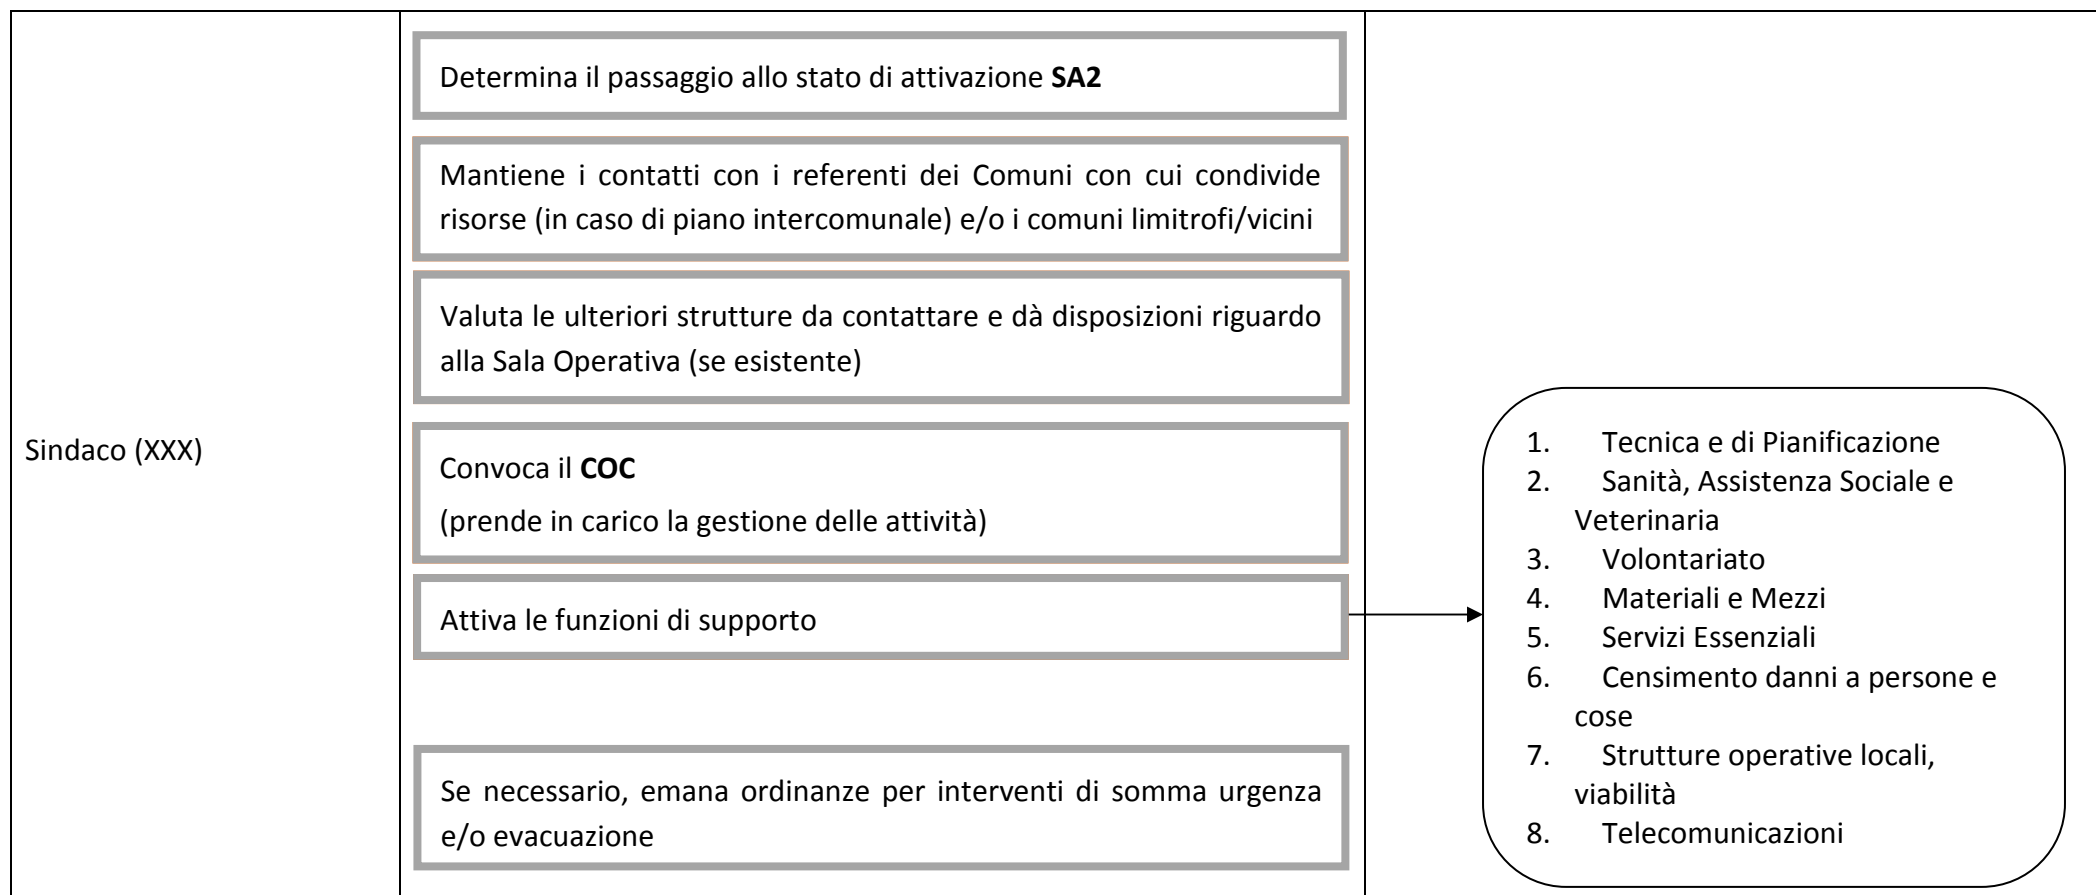 Sindaco (XXX)
Determina il passaggio allo stato di attivazione SA2
Mantiene i contatti con i referenti dei Comuni con cui condivide
risorse (in caso di piano intercomunale) e/o i comuni limitrofi/vicini
Valuta le ulteriori strutture da contattare e dà disposizioni riguardo
alla Sala Operativa (se esistente)
Convoca il COC
(prende in carico la gestione delle attività)
Attiva le funzioni di supporto
Se necessario, emana ordinanze per interventi di somma urgenza
e/o evacuazione
1. Tecnica e di Pianificazione
2. Sanità, Assistenza Sociale e
Veterinaria
3. Volontariato
4. Materiali e Mezzi
5. Servizi Essenziali
6. Censimento danni a persone e
cose
7. Strutture operative locali,
viabilità
8. Telecomunicazioni